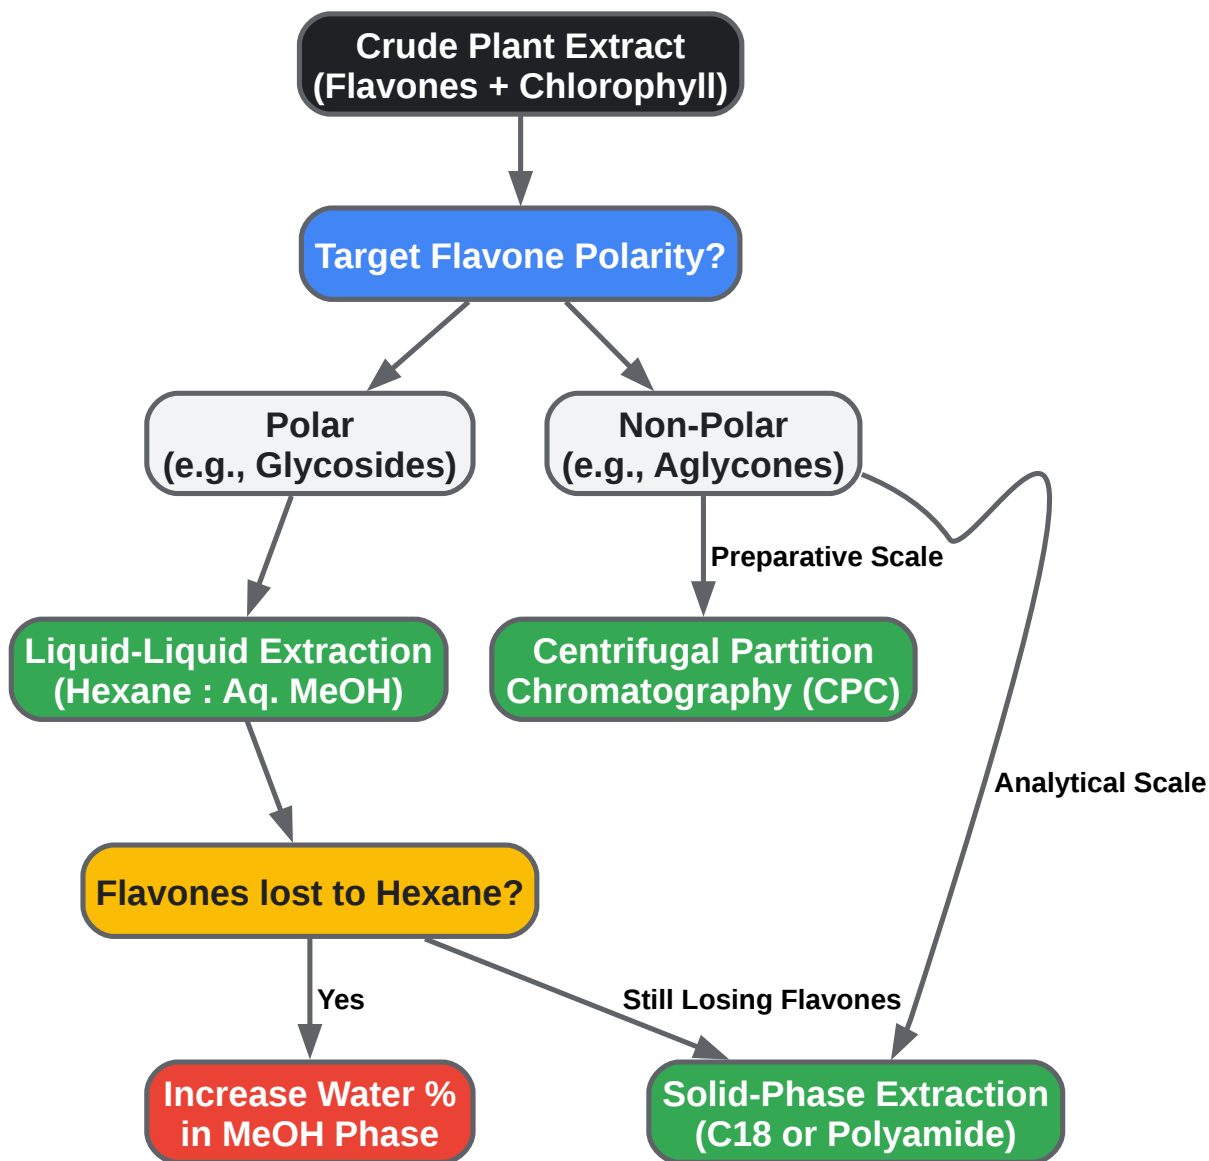 Crude Plant Extract
(Flavones + Chlorophyll)
Target Flavone Polarity?
Polar
(e.g., Glycosides)
Non-Polar
(e.g., Aglycones)
Preparative Scale
Liquid-Liquid Extraction
(Hexane : Aq. MeOH)
Centrifugal Partition
Chromatography (CPC)
Analytical Scale
Flavones lost to Hexane?
Yes
Still Losing Flavones
Increase Water %
in MeOH Phase
Solid-Phase Extraction
(C18 or Polyamide)